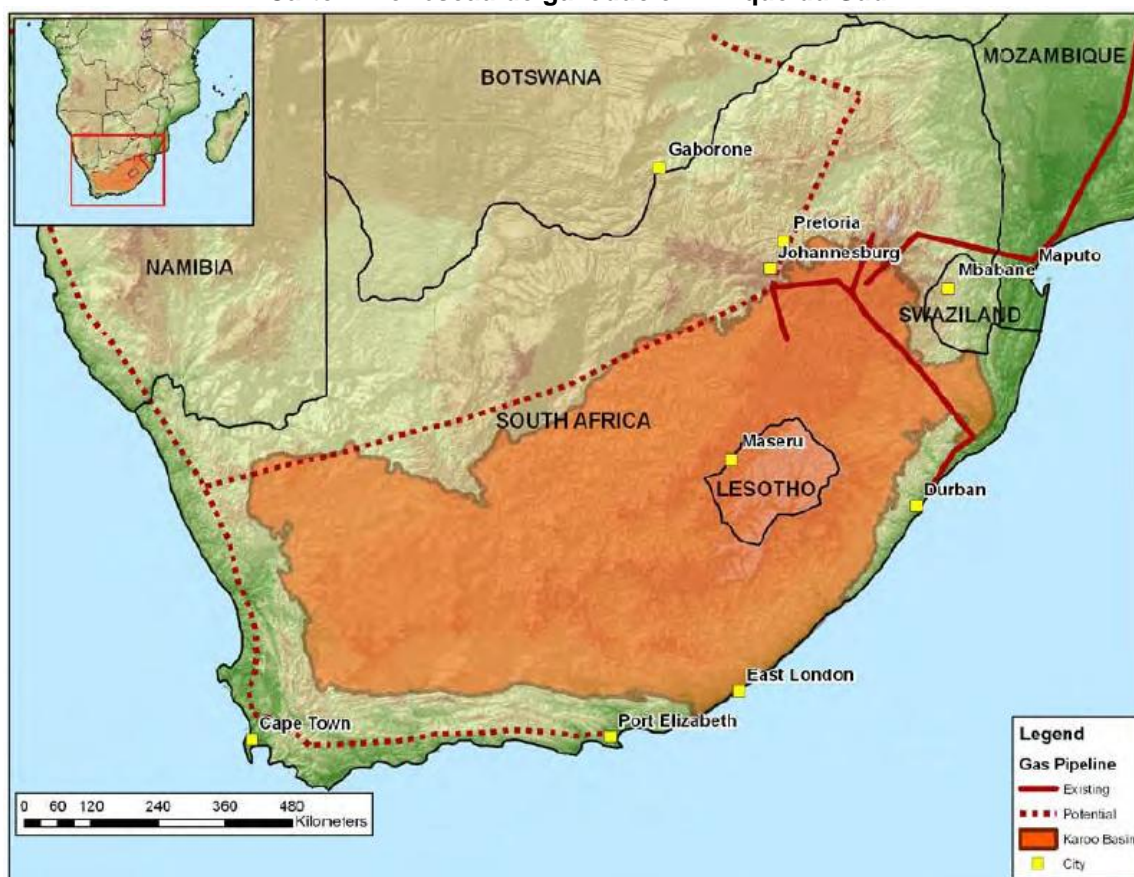 BOTSWANA
MOZAMBIQUE
Gaborone
Pretoria
Johannesburg
Maputo
NAMIBIA
Mbabane
SWAZILAND
SOUTH AFRICA
Maseru
LESOTHO
Durban
East London
Cape Town
Port Elizabeth
Legend
Gas Pipeline
Existing
Potential
Karoo Basin
City
0 60 120 240 360 480
Kilometers